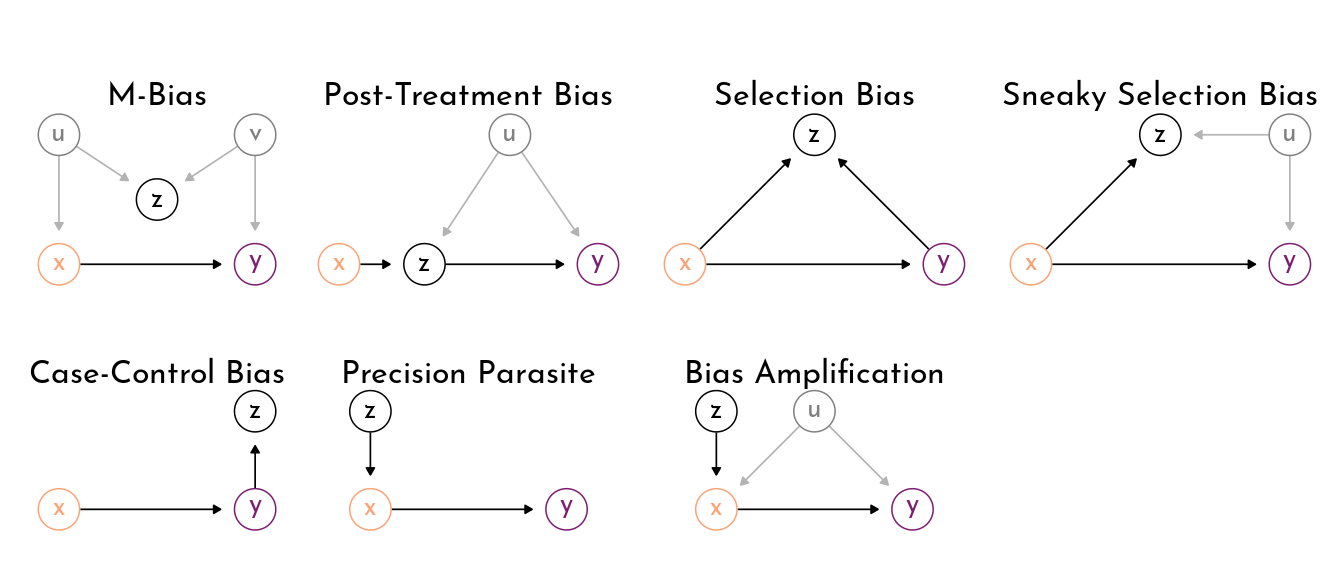 M-Bias
u
v
z
x
y
Post-Treatment Bias
u
x
z
y
Selection Bias
z
x
y
Sneaky Selection Bias
z
u
x
y
Case-Control Bias
z
x
y
Precision Parasite
z
x
y
Bias Amplification
z
u
x
y